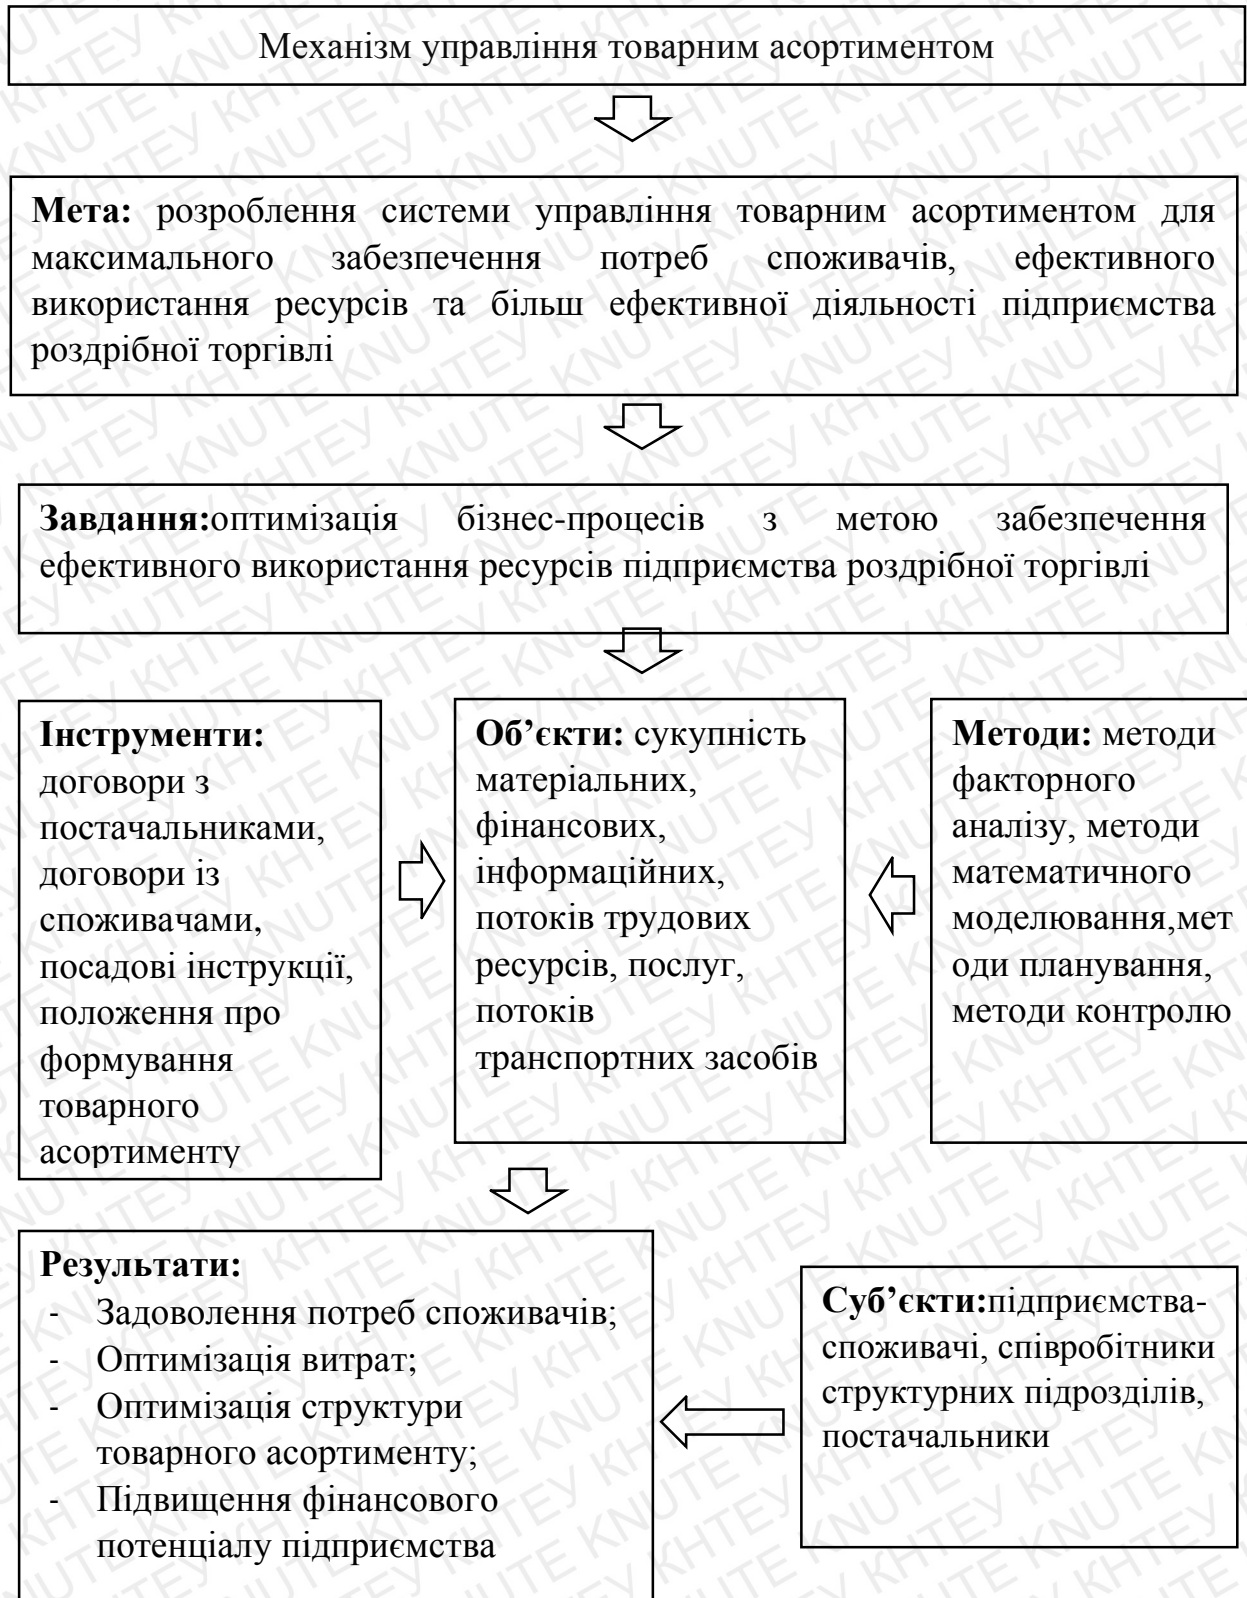 Механізм управління товарним асортиментом
Мета: розроблення системи управління товарним асортиментом для
максимального забезпечення потреб споживачів, ефективного
використання ресурсів та більш ефективної діяльності підприємства
роздрібної торгівлі
Завдання:оптимізація бізнес-процесів з метою забезпечення
ефективного використання ресурсів підприємства роздрібної торгівлі
Інструменти:
договори з
постачальниками,
договори із
споживачами,
посадові інструкції,
положення про
формування
товарного
асортименту
Об’єкти: сукупність
матеріальних,
фінансових,
інформаційних,
потоків трудових
ресурсів, послуг,
потоків
транспортних засобів
Методи: методи
факторного
аналізу, методи
математичного
моделювання,мет
оди планування,
методи контролю
Результати:
- Задоволення потреб споживачів;
- Оптимізація витрат;
- Оптимізація структури
товарного асортименту;
- Підвищення фінансового
потенціалу підприємства
Суб’єкти:підприємства-
споживачі, співробітники
структурних підрозділів,
постачальники